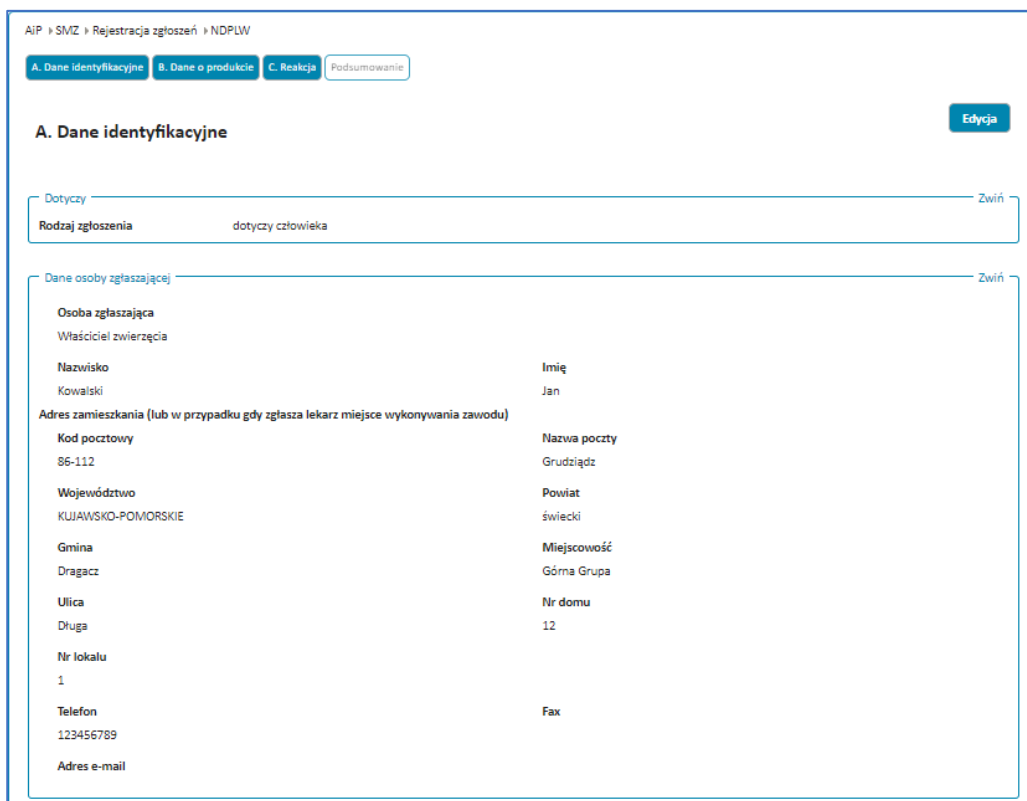 AiP SMZ Rejestracja zgłoszeń NDPLW
A. Dane identyfikacyjne B. Dane o produkcie C. Reakcja Podsumowanie
Edycja
A. Dane identyfikacyjne
Dotyczy Zwiń
Rodzaj zgłoszenia dotyczy człowieka
Dane osoby zgłaszającej Zwiń
Osoba zgłaszająca
Właściciel zwierzęcia
Nazwisko Imię
Kowalski Jan
Adres zamieszkania (lub w przypadku gdy zgłasza lekarz miejsce wykonywania zawodu)
Kod pocztowy Nazwa poczty
86-112 Grudziądz
Województwo Powiat
KUJAWSKO-POMORSKIE świecki
Gmina Miejscowość
Dragacz Górna Grupa
Ulica Nr domu
Długa 12
Nr lokalu
1
Telefon Fax
123456789
Adres e-mail